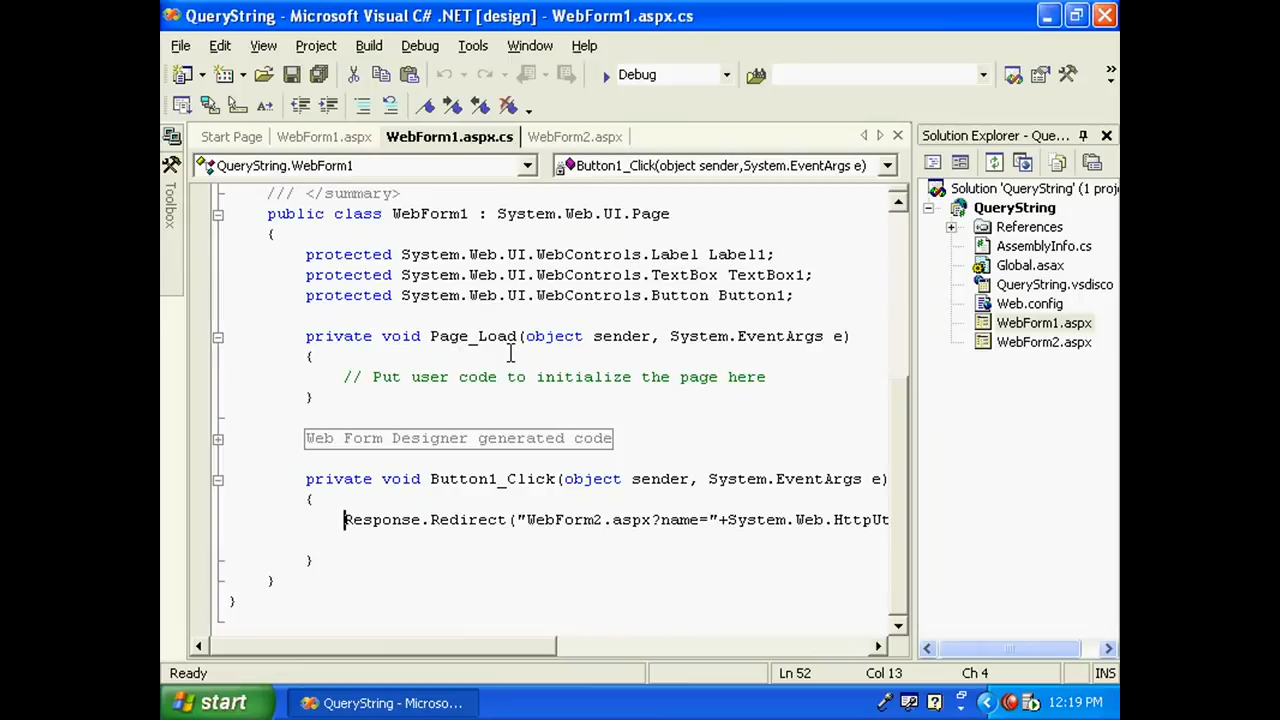 QueryString - Microsoft Visual C# .NET [design] - WebForm1.aspx.cs
File Edit View Project Build Debug Tools Window Help
Debug
Start Page WebForm1.aspx WebForm1.aspx.cs WebForm2.aspx
Solution Explorer - Que...
QueryString.WebForm1
Button1_Click(object sender,System.EventArgs e)
Toolbox
/// </summary>
public class WebForm1 : System.Web.UI.Page
{
protected System.Web.UI.WebControls.Label Label1;
protected System.Web.UI.WebControls.TextBox TextBox1;
protected System.Web.UI.WebControls.Button Button1;
private void Page_Load(object sender, System.EventArgs e)
{
// Put user code to initialize the page here
}
Web Form Designer generated code
private void Button1_Click(object sender, System.EventArgs e)
{
Response.Redirect("WebForm2.aspx?name="+System.Web.HttpUt
}
}
}
Solution 'QueryString' (1 proj
QueryString
References
AssemblyInfo.cs
Global.asax
QueryString.vsdisco
Web.config
WebForm1.aspx
WebForm2.aspx
Ready Ln 52 Col 13 Ch 4 INS
start QueryString - Microso... 12:19 PM